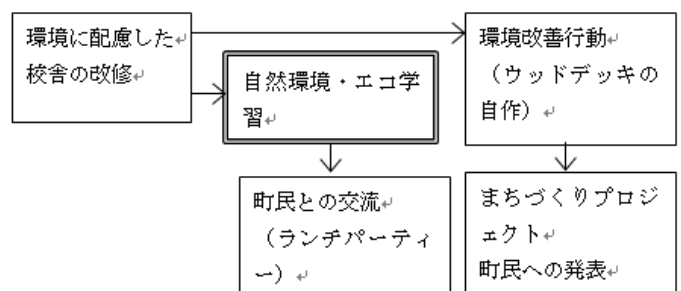 環境に配慮した
校舎の改修
自然環境・エコ学
習
町民との交流
（ランチパーティ
ー）
環境改善行動
（ウッドデッキの
自作）
まちづくりプロジ
ェクト
町民への発表